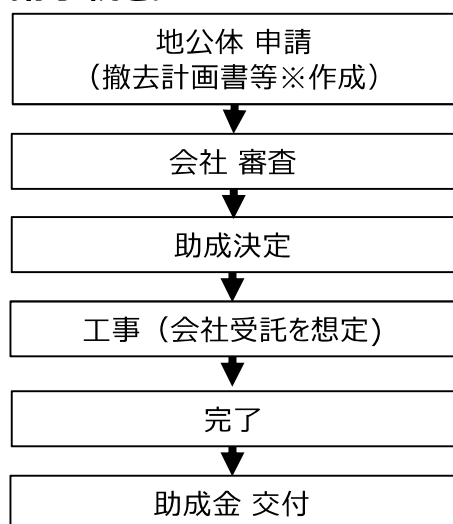 地公体 申請
（撤去計画書等※作成）
会社 審査
助成決定
工事（会社受託を想定)
完了
助成金 交付